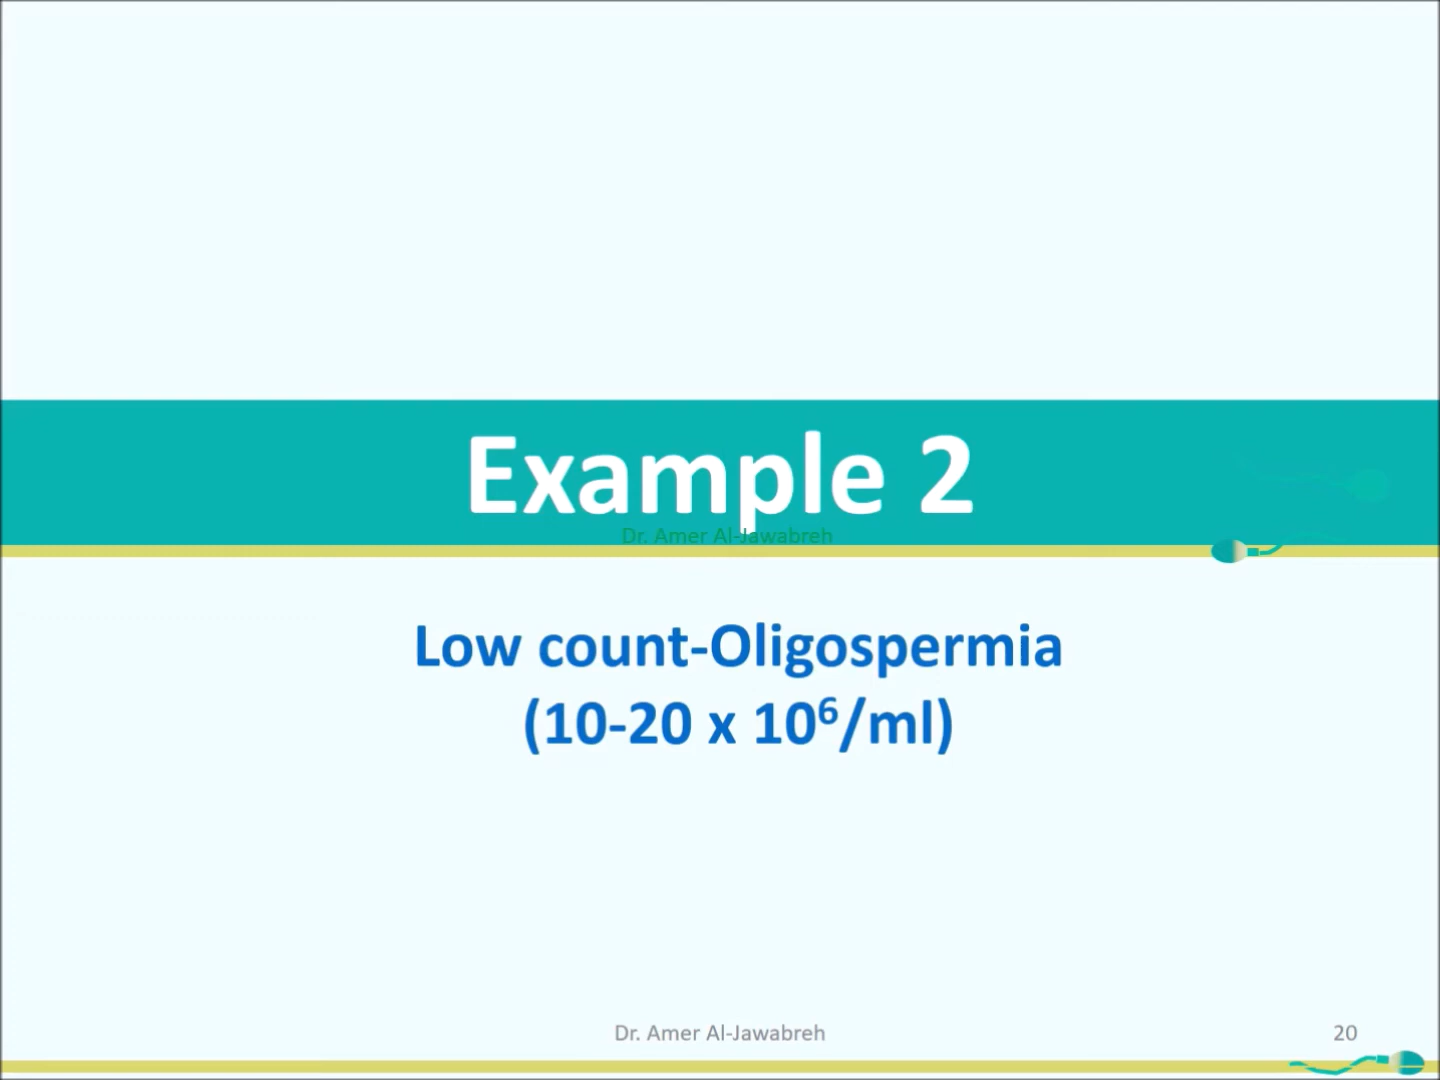 Example 2
Dr. Amer Al-Jawabreh
Low count-Oligospermia
(10-20 x 10⁶/ml)
Dr. Amer Al-Jawabreh
20